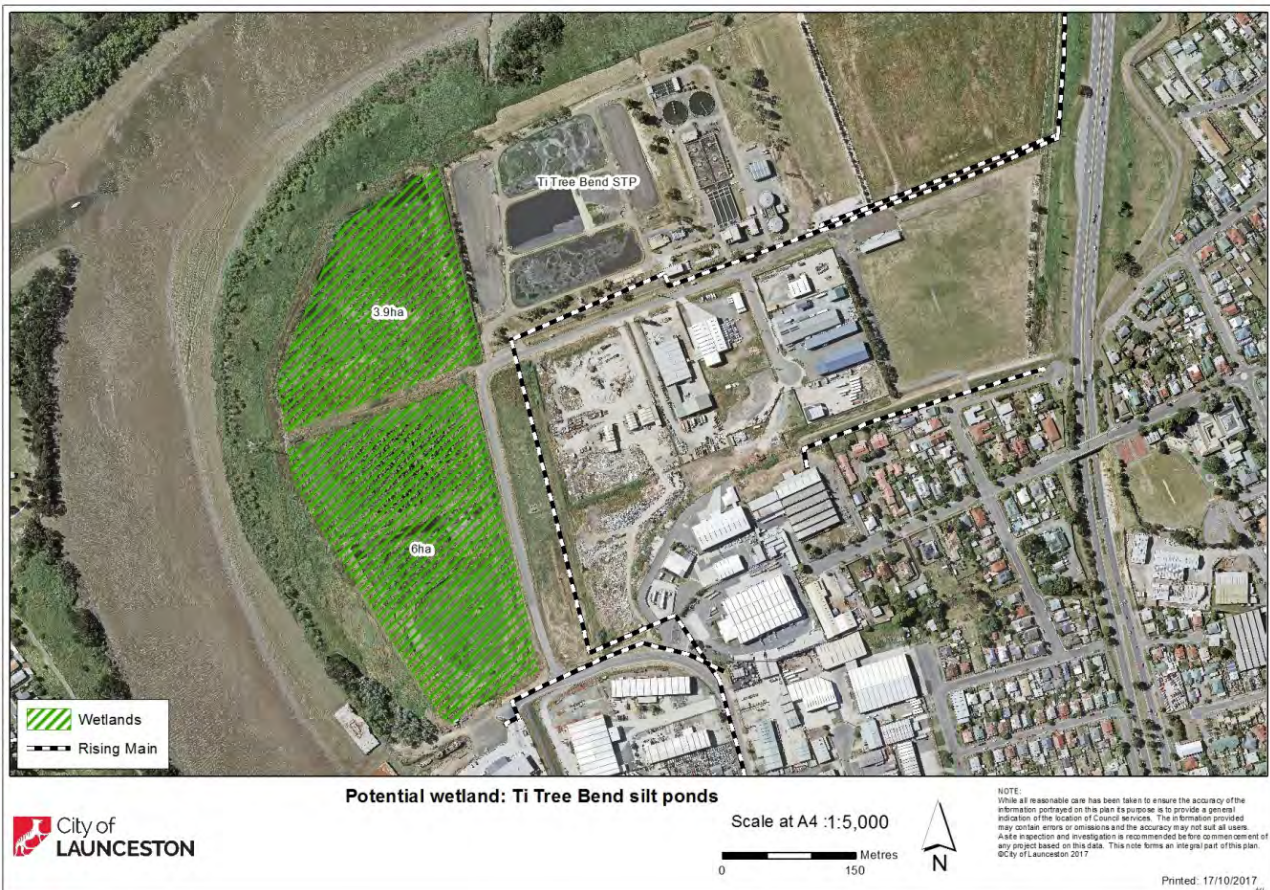 Ti Tree Bend STP
3.9ha
6ha
Wetlands
Rising Main
Potential wetland: Ti Tree Bend silt ponds
City of
LAUNCESTON
Scale at A4 :1:5,000
Metres
0 150
N
NOTE:
While all reasonable care has been taken to ensure the accuracy of the
information portrayed on this plan its purpose is to provide a general
indication of the location of Council services. The information provided
may contain errors or omissions and the accuracy may not suit all users.
A site inspection and investigation is recommended before commencement of
any project based on this data. This note forms an integral part of this plan.
©City of Launceston 2017
Printed: 17/10/2017